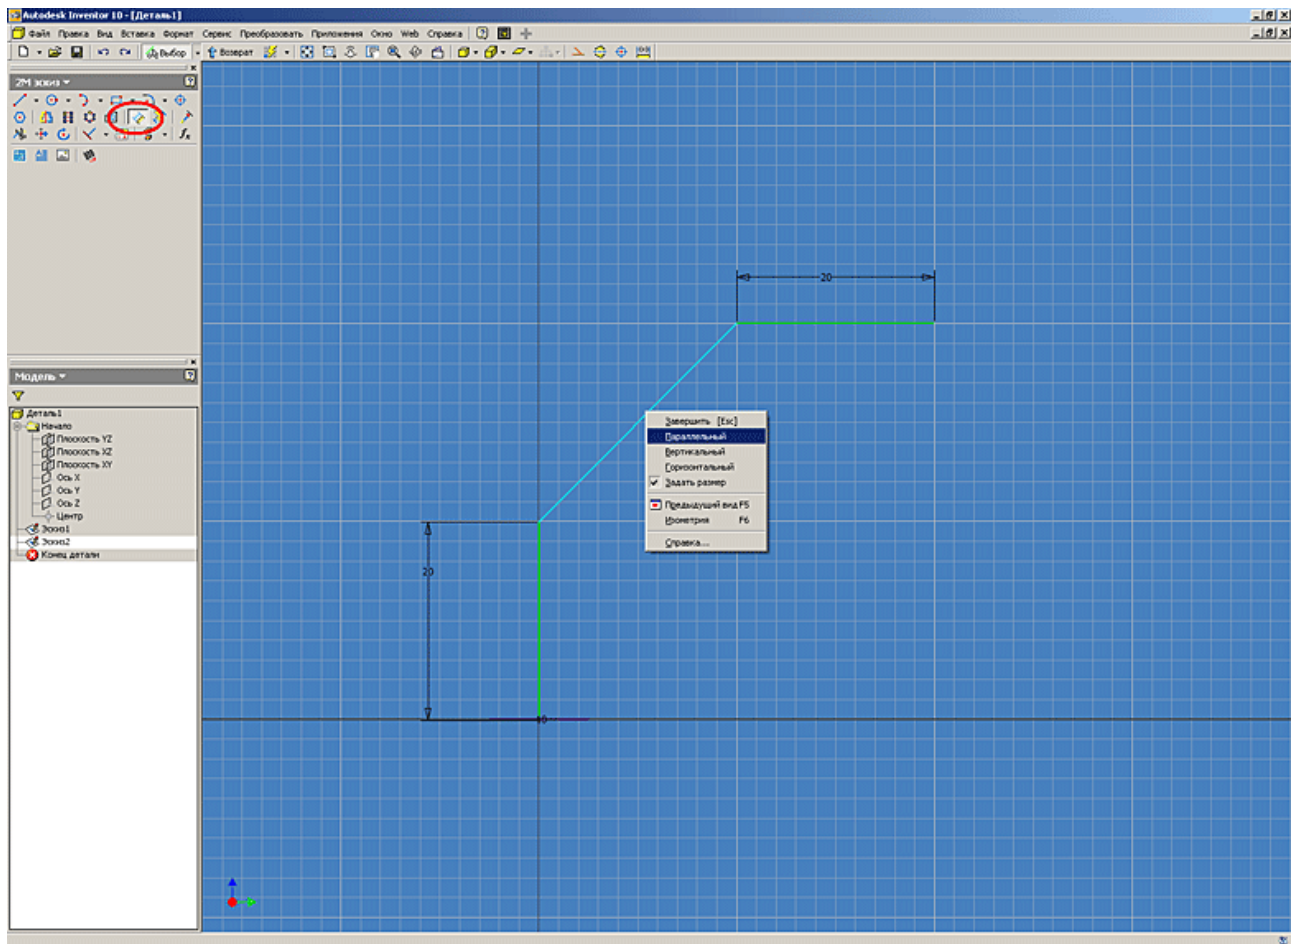 Autodesk Inventor 10 - [Деталь1]
Файл Правка Вид Вставка Формат Сервис Преобразовать Приложения Окно Web Справка
Выбор Возврат
2М эскиз
20
Модель
Завершить [Esc]
Параллельный
Деталь1
Начало
Вертикальный
Плоскость YZ
Горизонтальный
Плоскость XZ
Задать размер
Плоскость XY
Ось X
Ось Y
Предыдущий вид F5
Ось Z
Изометрия F6
Центр
Эскиз1
Эскиз2
Справка...
Конец детали
20